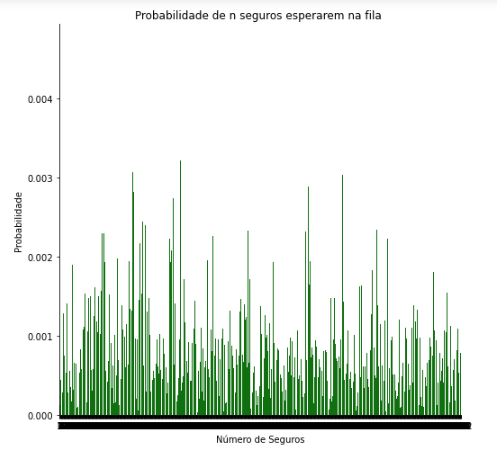 Probabilidade de n seguros esperarem na fila
0.004
0.003
0.002
0.001
0.000
Probabilidade
Número de Seguros